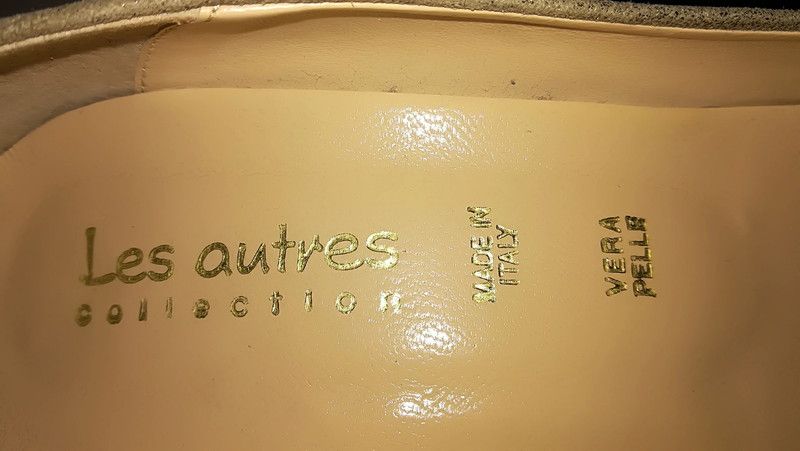 Les autres
collection
MADE IN
ITALY
VERA
PELLE